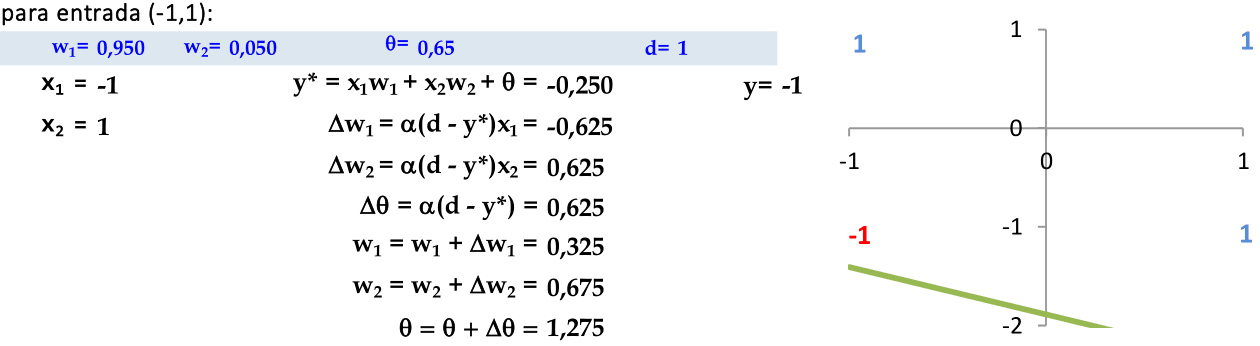 para entrada (-1,1):
w₁= 0,950 w₂= 0,050 θ= 0,65 d= 1
x₁ = -1 y* = x₁w₁ + x₂w₂ + θ = -0,250 y= -1
x₂ = 1 Δw₁ = α(d - y*)x₁ = -0,625
Δw₂ = α(d - y*)x₂ = 0,625
Δθ = α(d - y*) = 0,625
w₁ = w₁ + Δw₁ = 0,325
w₂ = w₂ + Δw₂ = 0,675
θ = θ + Δθ = 1,275
1
1 1
0
-1 0 1
-1
-1 1
-2